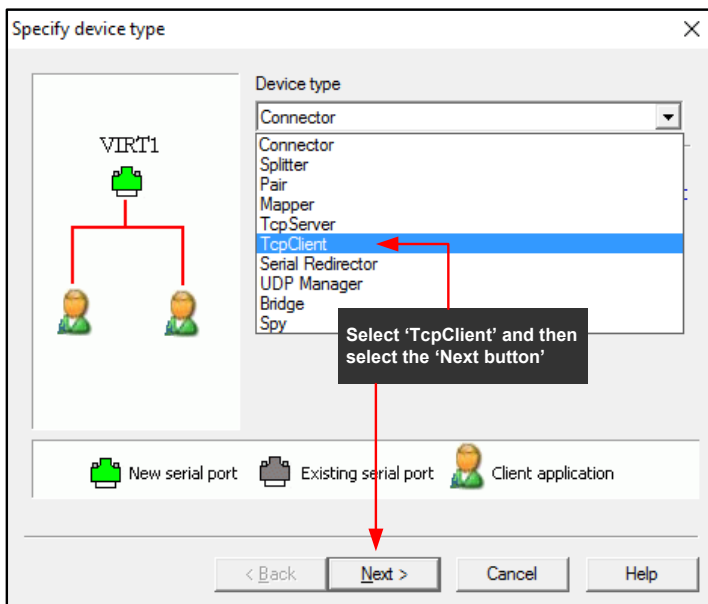 Specify device type
Device type
Connector
VIRT1
Connector
Splitter
Pair
Mapper
TcpServer
TcpClient
Serial Redirector
UDP Manager
Bridge
Spy
Select ‘TcpClient’ and then
select the ‘Next button’
New serial port
Existing serial port
Client application
< Back
Next >
Cancel
Help